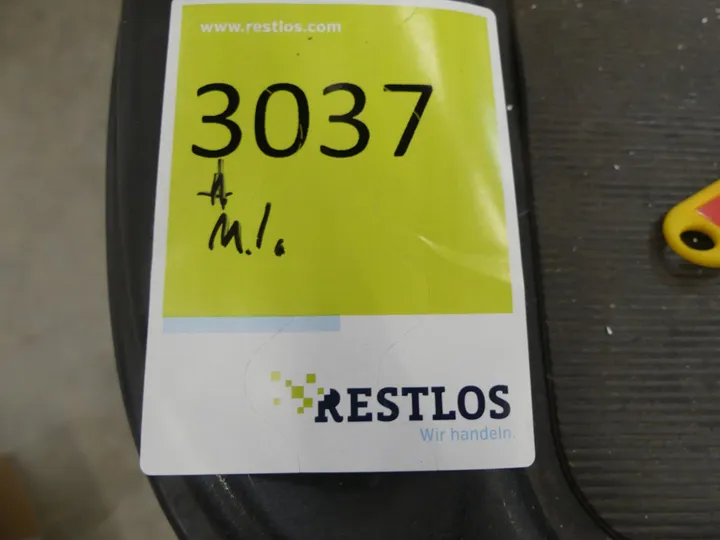 www.restlos.com
3037
A
M.I.
RESTLOS
Wir handeln.